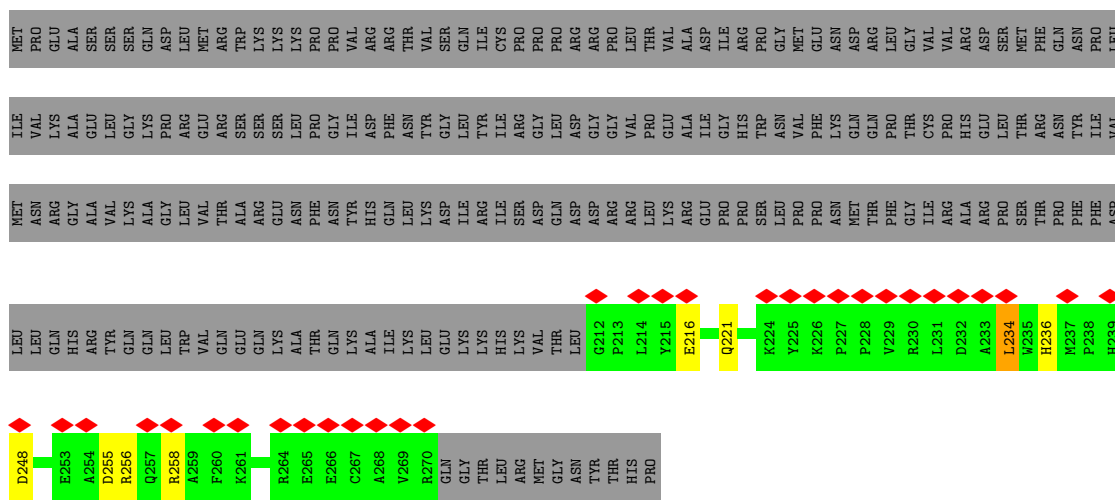 MET PRO GLU ALA SER SER SER GLN ASP LEU MET ARG TRP LYS LYS LYS PRO PRO VAL ARG ARG THR VAL SER GLN ILE CYS PRO PRO PRO ARG ARG PRO LEU THR VAL ALA ASP ILE ARG PRO GLY MET GLU ASN ASP ARG LEU GLY VAL VAL ARG ASP SER MET PHE GLN ASN PRO LEU
ILE VAL LYS ALA GLU LEU GLY LYS PRO ARG GLU ARG SER SER SER LEU PRO GLY ILE ASP PHE ASN TYR GLY LEU TYR ILE ARG GLY LEU ASP GLY GLY VAL PRO GLU ALA ILE GLY HIS TRP ASN VAL PHE LYS GLN GLN PRO THR CYS PRO HIS GLU LEU THR ARG ASN TYR ILE VAL
MET ASN ARG GLY ALA VAL LYS ALA GLY LEU VAL THR ALA ARG GLU ASN PHE ASN TYR HIS GLN LEU LYS ASP ILE ARG ILE SER ASP GLN ASP ASP ARG ARG LEU LYS ARG GLU PRO PRO SER LEU PRO PRO ASN MET THR PHE GLY ILE ARG ALA ARG PRO SER THR PRO PHE PHE ASP
LEU LEU GLN HIS ARG TYR GLN GLN LEU TRP VAL GLN GLU GLN LYS ALA THR GLN LYS ALA ILE LYS LEU GLU LYS LYS HIS LYS VAL THR LEU G212 P213 L214 Y215 E216 Q221 K224 Y225 K226 P227 P228 V229 R230 L231 D232 A233 L234 W235 H236 M237 P238 H239
D248 E253 A254 D255 R256 Q257 R258 A259 F260 K261 R264 E265 E266 C267 A268 V269 R270 GLN GLY THR LEU ARG MET GLY ASN TYR THR HIS PRO